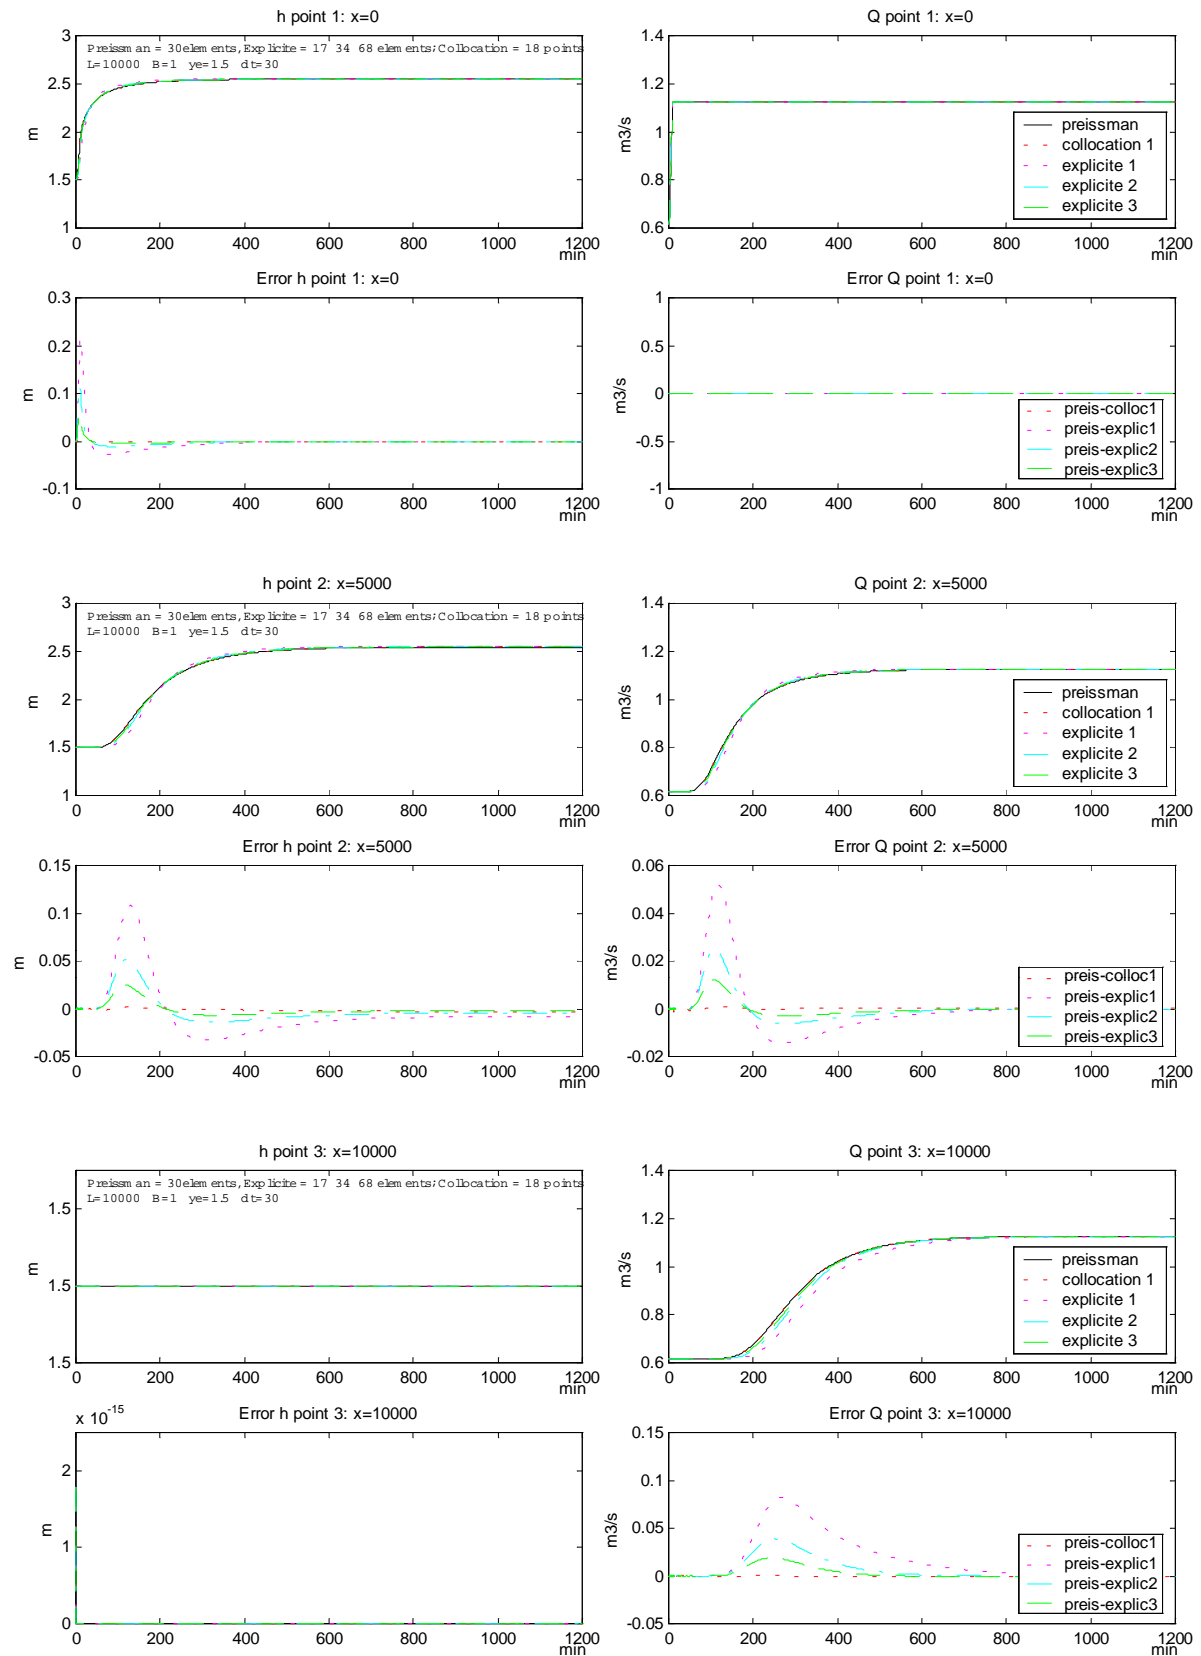 h point 1: x=0
3
2.5
2
1.5
1
m
Preissman = 30elements,Explicite = 17 34 68 elements;Collocation = 18 points
L=10000 B=1 ye=1.5 dt=30
0 200 400 600 800 1000 1200
min
Q point 1: x=0
1.4
1.2
1
0.8
0.6
m3/s
preissman
collocation 1
explicite 1
explicite 2
explicite 3
0 200 400 600 800 1000 1200
min
Error h point 1: x=0
0.3
0.2
0.1
0
-0.1
m
0 200 400 600 800 1000 1200
min
Error Q point 1: x=0
1
0.5
0
-0.5
-1
m3/s
preis-colloc1
preis-explic1
preis-explic2
preis-explic3
0 200 400 600 800 1000 1200
min
h point 2: x=5000
3
2.5
2
1.5
1
m
Preissman = 30elements,Explicite = 17 34 68 elements;Collocation = 18 points
L=10000 B=1 ye=1.5 dt=30
0 200 400 600 800 1000 1200
min
Q point 2: x=5000
1.4
1.2
1
0.8
0.6
m3/s
preissman
collocation 1
explicite 1
explicite 2
explicite 3
0 200 400 600 800 1000 1200
min
Error h point 2: x=5000
0.15
0.1
0.05
0
-0.05
m
0 200 400 600 800 1000 1200
min
Error Q point 2: x=5000
0.06
0.04
0.02
0
-0.02
m3/s
preis-colloc1
preis-explic1
preis-explic2
preis-explic3
0 200 400 600 800 1000 1200
min
h point 3: x=10000
1.5
1.5
1.5
m
Preissman = 30elements,Explicite = 17 34 68 elements;Collocation = 18 points
L=10000 B=1 ye=1.5 dt=30
0 200 400 600 800 1000 1200
min
Q point 3: x=10000
1.4
1.2
1
0.8
0.6
m3/s
preissman
collocation 1
explicite 1
explicite 2
explicite 3
0 200 400 600 800 1000 1200
min
Error h point 3: x=10000
x 10-15
2
1
0
m
0 200 400 600 800 1000 1200
min
Error Q point 3: x=10000
0.15
0.1
0.05
0
-0.05
m3/s
preis-colloc1
preis-explic1
preis-explic2
preis-explic3
0 200 400 600 800 1000 1200
min